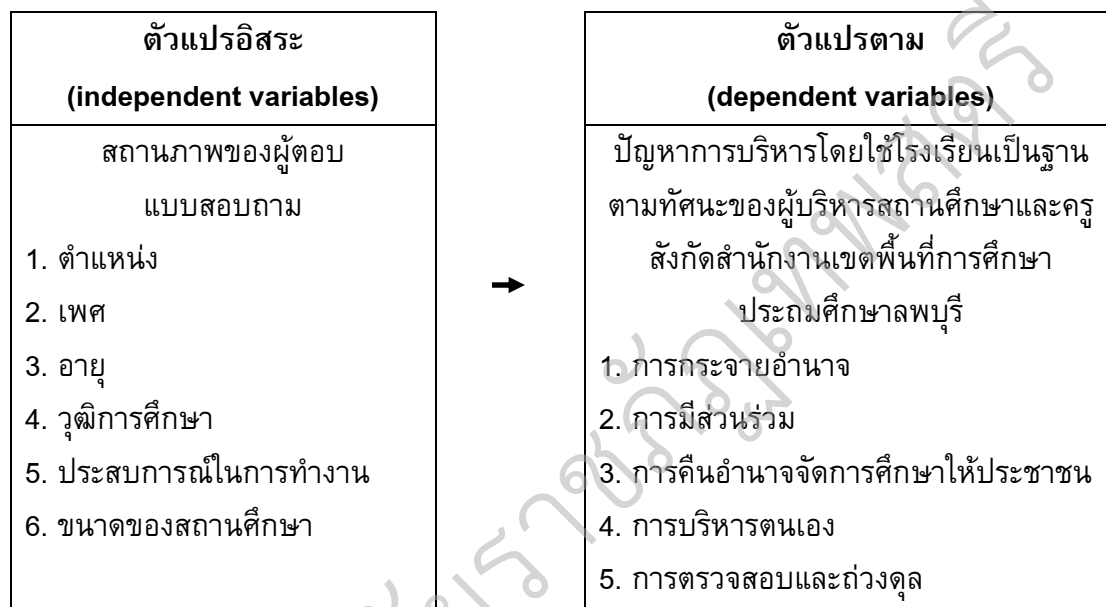 ตัวแปรอิสระ
(independent variables)
สถานภาพของผู้ตอบ
แบบสอบถาม
1. ตำแหน่ง
2. เพศ
3. อายุ
4. วุฒิการศึกษา
5. ประสบการณ์ในการทำงาน
6. ขนาดของสถานศึกษา
ตัวแปรตาม
(dependent variables)
ปัญหาการบริหารโดยใช้โรงเรียนเป็นฐาน
ตามทัศนะของผู้บริหารสถานศึกษาและครู
สังกัดสำนักงานเขตพื้นที่การศึกษา
ประถมศึกษาลพบุรี
1. การกระจายอำนาจ
2. การมีส่วนร่วม
3. การคืนอำนาจจัดการศึกษาให้ประชาชน
4. การบริหารตนเอง
5. การตรวจสอบและถ่วงดุล